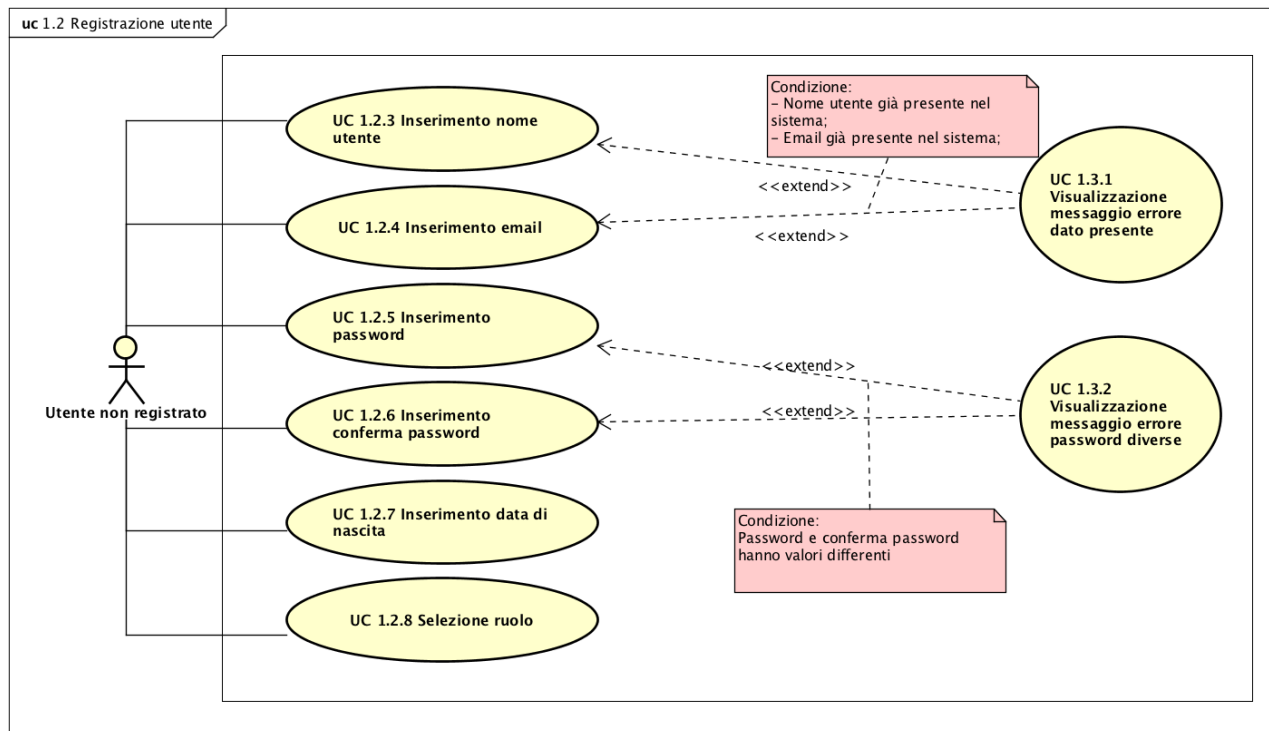 uc 1.2 Registrazione utente
UC 1.2.3 Inserimento nome
utente
Condizione:
– Nome utente già presente nel
sistema;
– Email già presente nel sistema;
<<extend>>
UC 1.3.1
Visualizzazione
messaggio errore
dato presente
UC 1.2.4 Inserimento email
<<extend>>
UC 1.2.5 Inserimento
password
<<extend>>
UC 1.3.2
Visualizzazione
messaggio errore
password diverse
Utente non registrato
UC 1.2.6 Inserimento
conferma password
<<extend>>
UC 1.2.7 Inserimento data di
nascita
Condizione:
Password e conferma password
hanno valori differenti
UC 1.2.8 Selezione ruolo